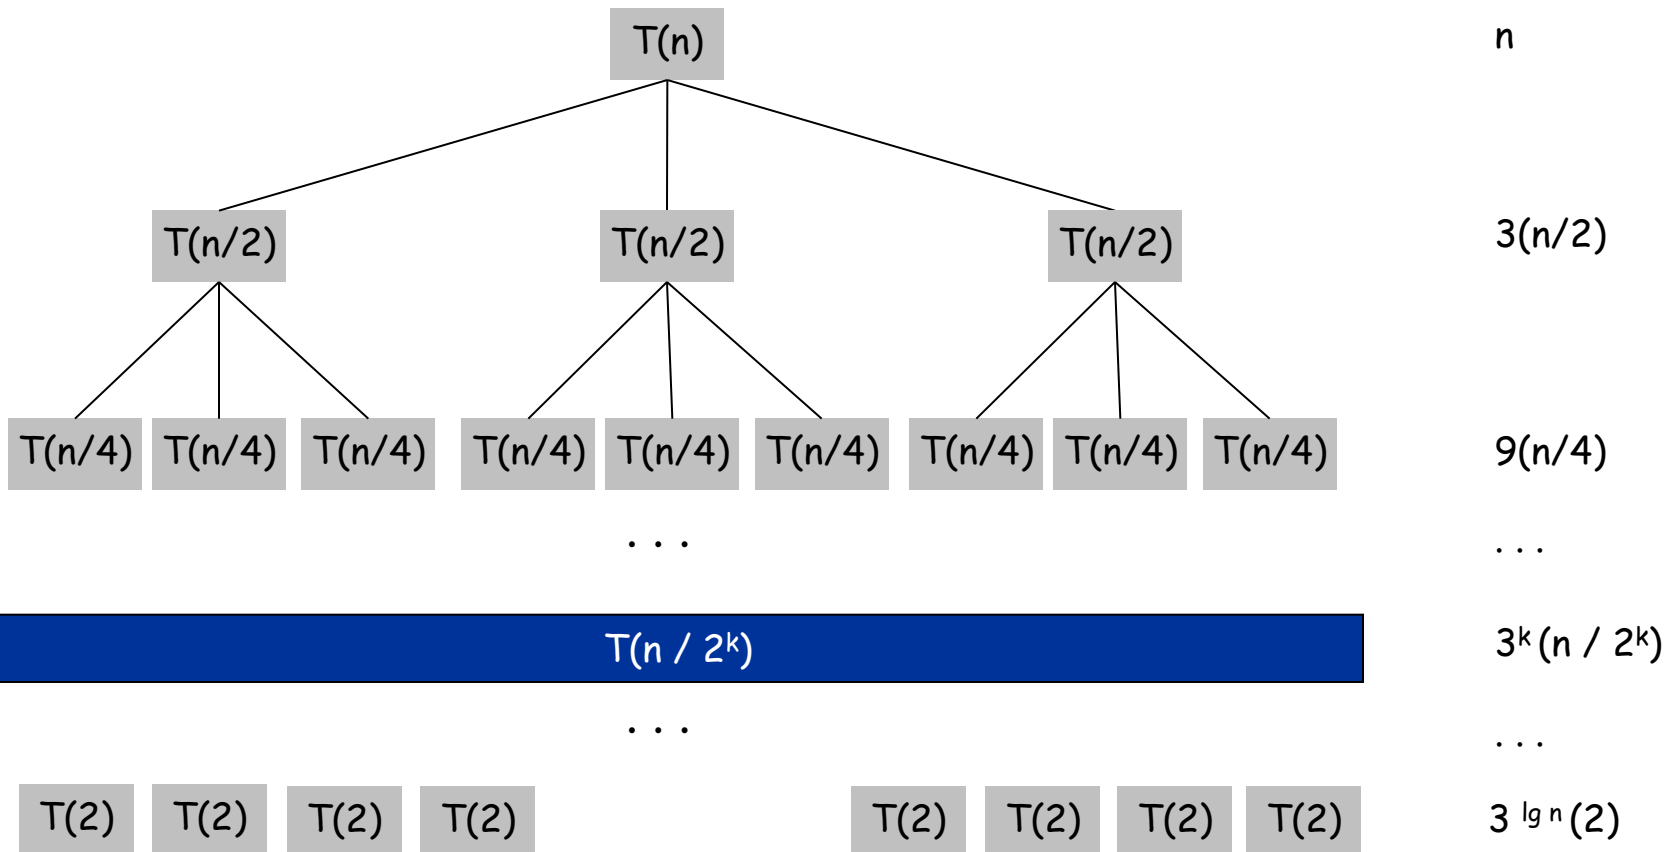 T(n) n
T(n/2) T(n/2) T(n/2) 3(n/2)
T(n/4) T(n/4) T(n/4) T(n/4) T(n/4) T(n/4) T(n/4) T(n/4) T(n/4) 9(n/4)
. . . . . .
T(n / 2ᵏ) 3ᵏ (n / 2ᵏ)
. . . . . .
T(2) T(2) T(2) T(2) T(2) T(2) T(2) T(2) 3 ˡᵍ ⁿ (2)